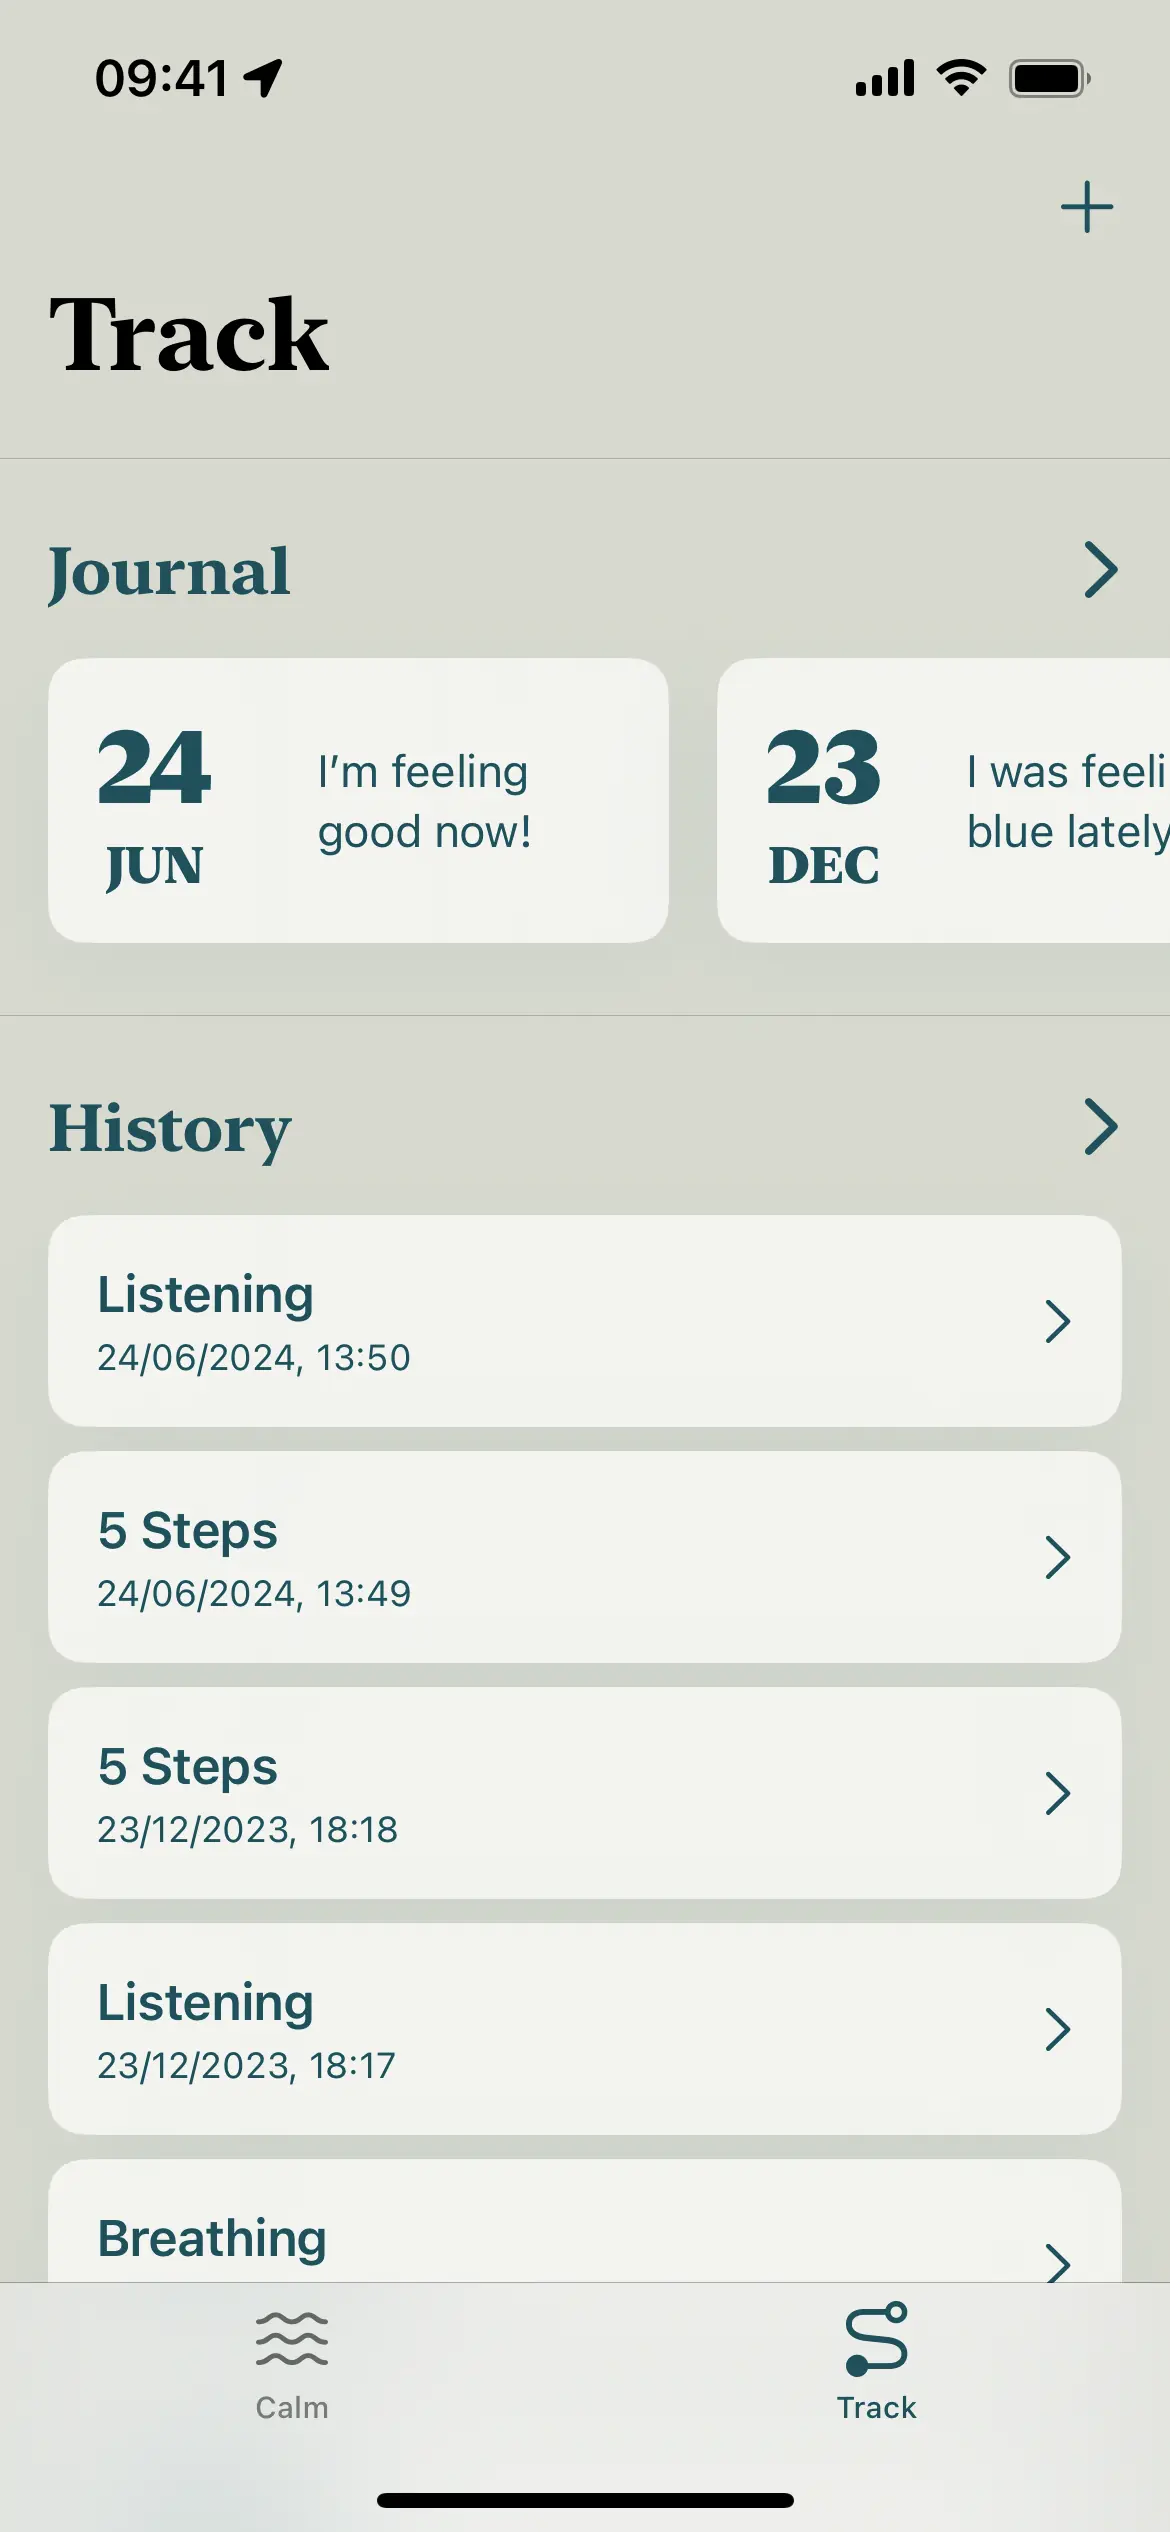 09:41
Track
Journal
24
JUN
I'm feeling
good now!
23
DEC
I was feeli
blue lately
History
Listening
24/06/2024, 13:50
5 Steps
24/06/2024, 13:49
5 Steps
23/12/2023, 18:18
Listening
23/12/2023, 18:17
Breathing
Calm
Track